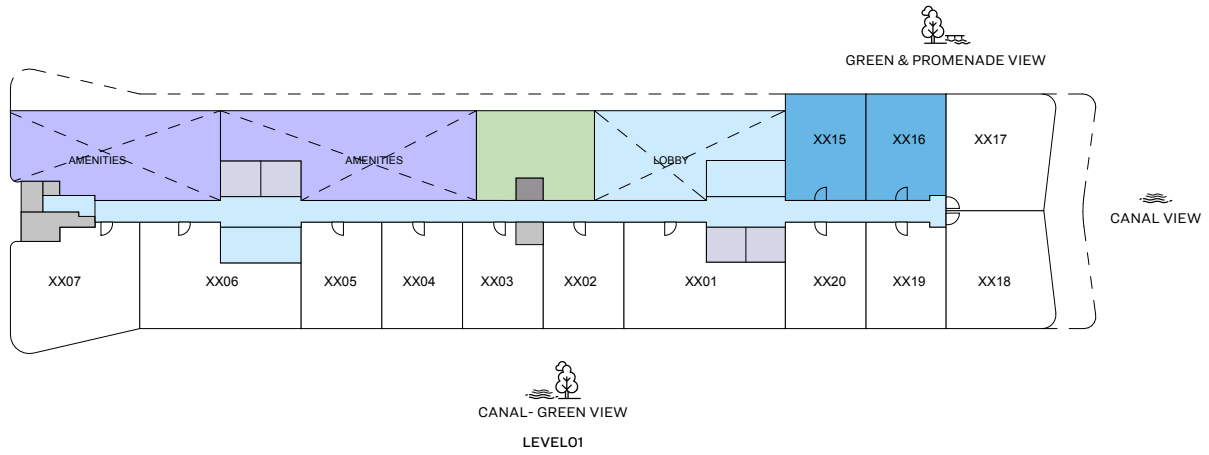 GREEN & PROMENADE VIEW
AMENITIES
AMENITIES
LOBBY
XX15
XX16
XX17
CANAL VIEW
XX07
XX06
XX05
XX04
XX03
XX02
XX01
XX20
XX19
XX18
CANAL- GREEN VIEW
LEVEL01